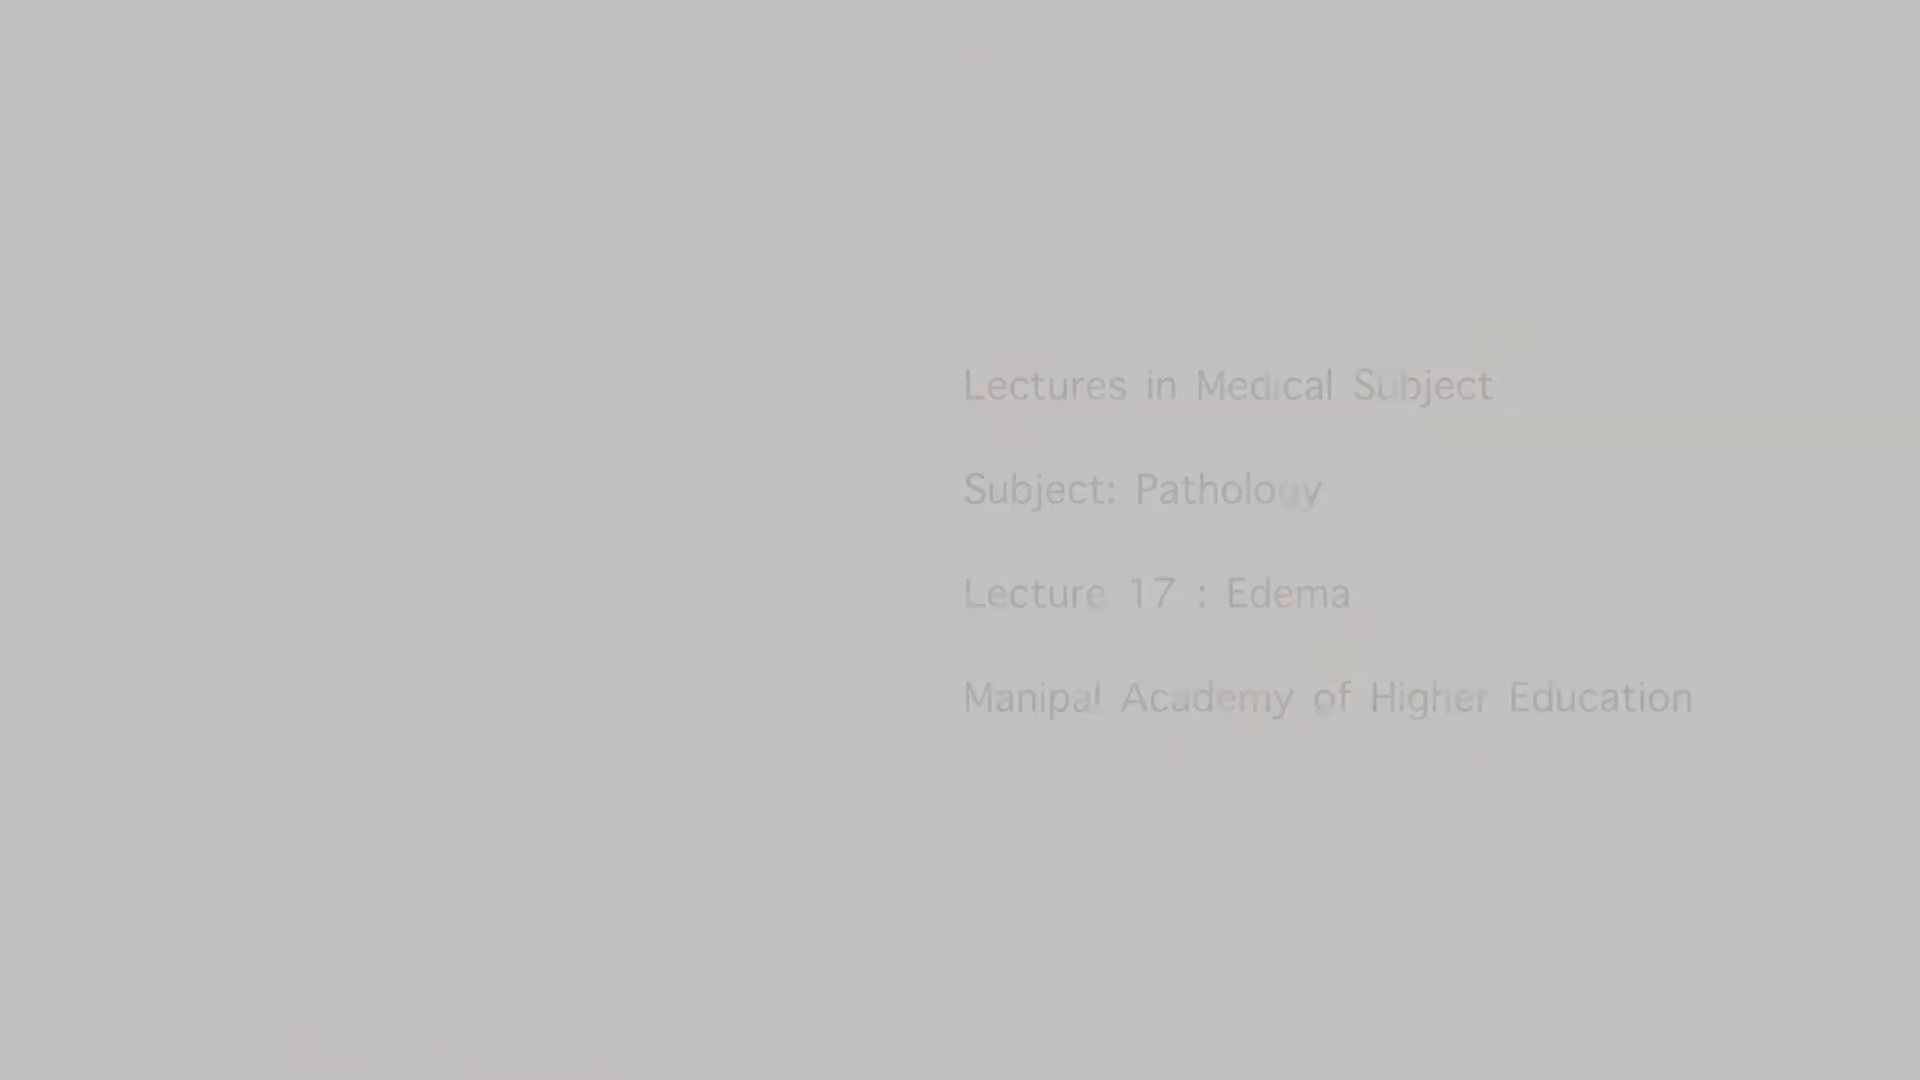 Lectures in Medical Subject
Subject: Pathology
Lecture 17 : Edema
Manipal Academy of Higher Education